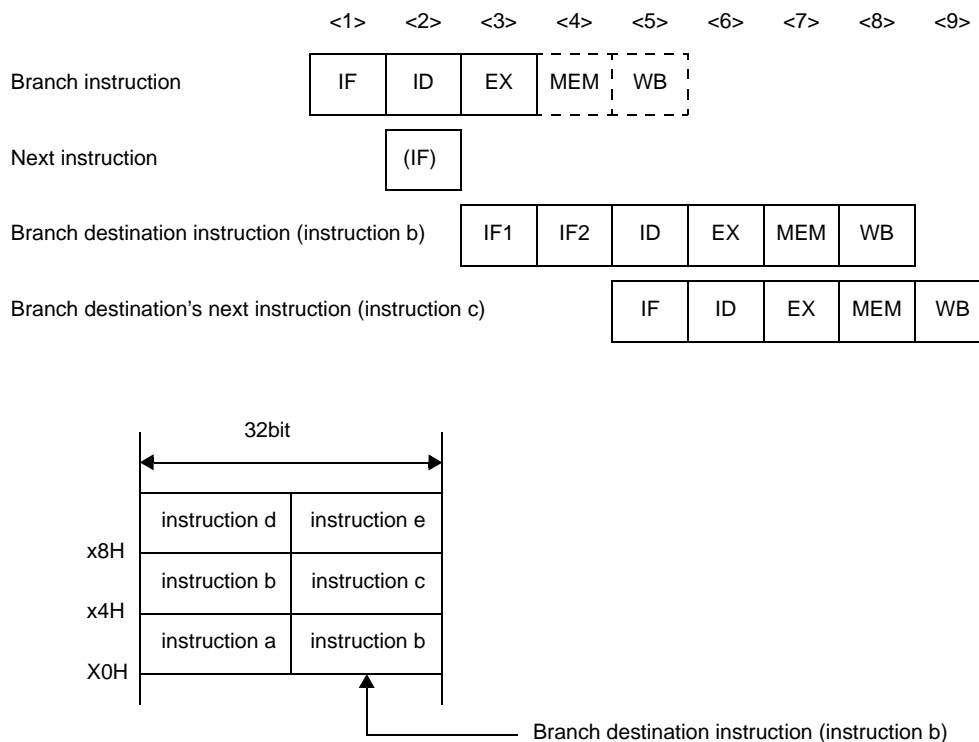 <1> <2> <3> <4> <5> <6> <7> <8> <9>
Branch instruction IF ID EX MEM WB
Next instruction (IF)
Branch destination instruction (instruction b) IF1 IF2 ID EX MEM WB
Branch destination's next instruction (instruction c) IF ID EX MEM WB
32bit
instruction d instruction e
x8H
instruction b instruction c
x4H
instruction a instruction b
X0H
Branch destination instruction (instruction b)